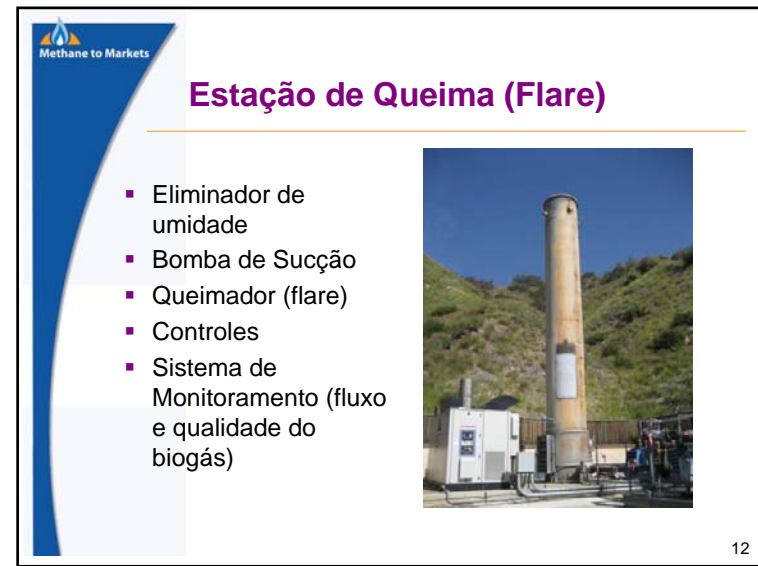 Methane to Markets
Estação de Queima (Flare)
▪ Eliminador de
umidade
▪ Bomba de Sucção
▪ Queimador (flare)
▪ Controles
▪ Sistema de
Monitoramento (fluxo
e qualidade do
biogás)
12